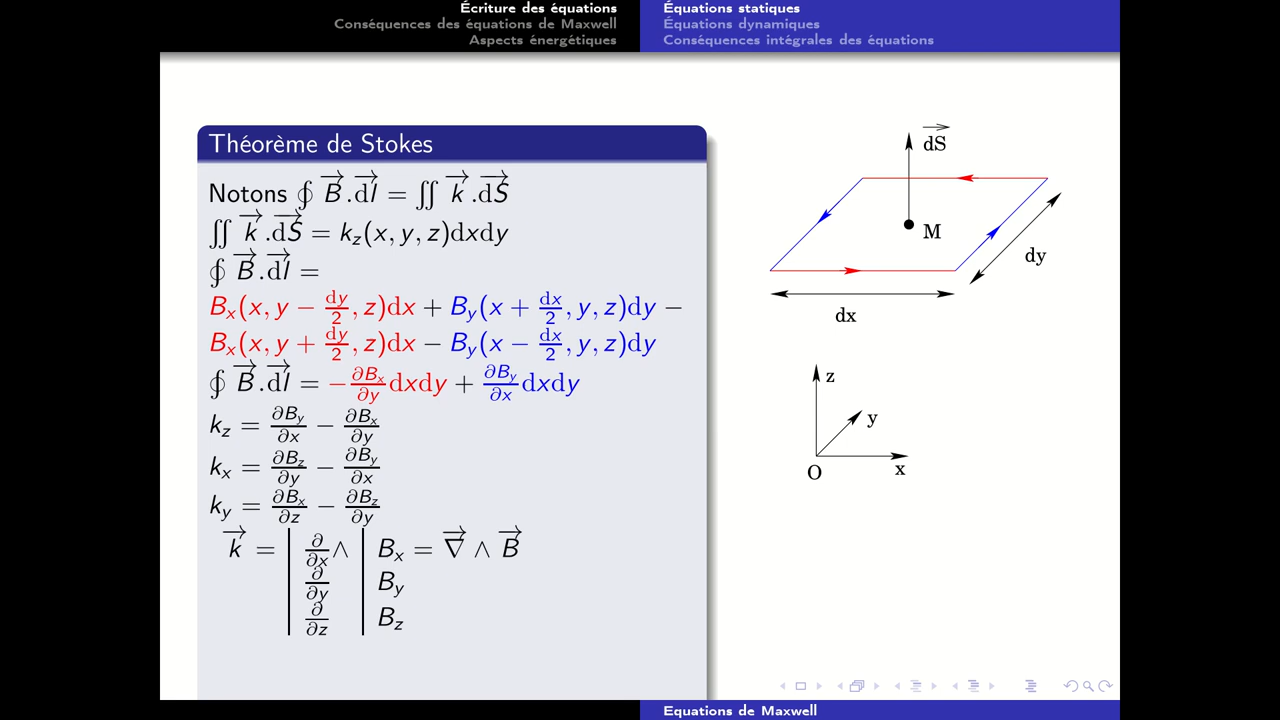 Écriture des équations
Conséquences des équations de Maxwell
Aspects énergétiques
Équations statiques
Équations dynamiques
Conséquences intégrales des équations
Théorème de Stokes
Notons ∮ B⃗.dl⃗ = ∬ k⃗.dS⃗
∬ k⃗.dS⃗ = k_z(x, y, z)dxdy
∮ B⃗.dl⃗ =
B_x(x, y − dy/2, z)dx + B_y(x + dx/2, y, z)dy −
B_x(x, y + dy/2, z)dx − B_y(x − dx/2, y, z)dy
∮ B⃗.dl⃗ = −∂B_x/∂y dxdy + ∂B_y/∂x dxdy
k_z = ∂B_y/∂x − ∂B_x/∂y
k_x = ∂B_z/∂y − ∂B_y/∂x
k_y = ∂B_x/∂z − ∂B_z/∂y
k⃗ = | ∂/∂x ∧ | B_x = ∇⃗ ∧ B⃗
∂/∂y B_y
∂/∂z B_z
dS⃗
M
dy
dx
z
y
O x
Equations de Maxwell